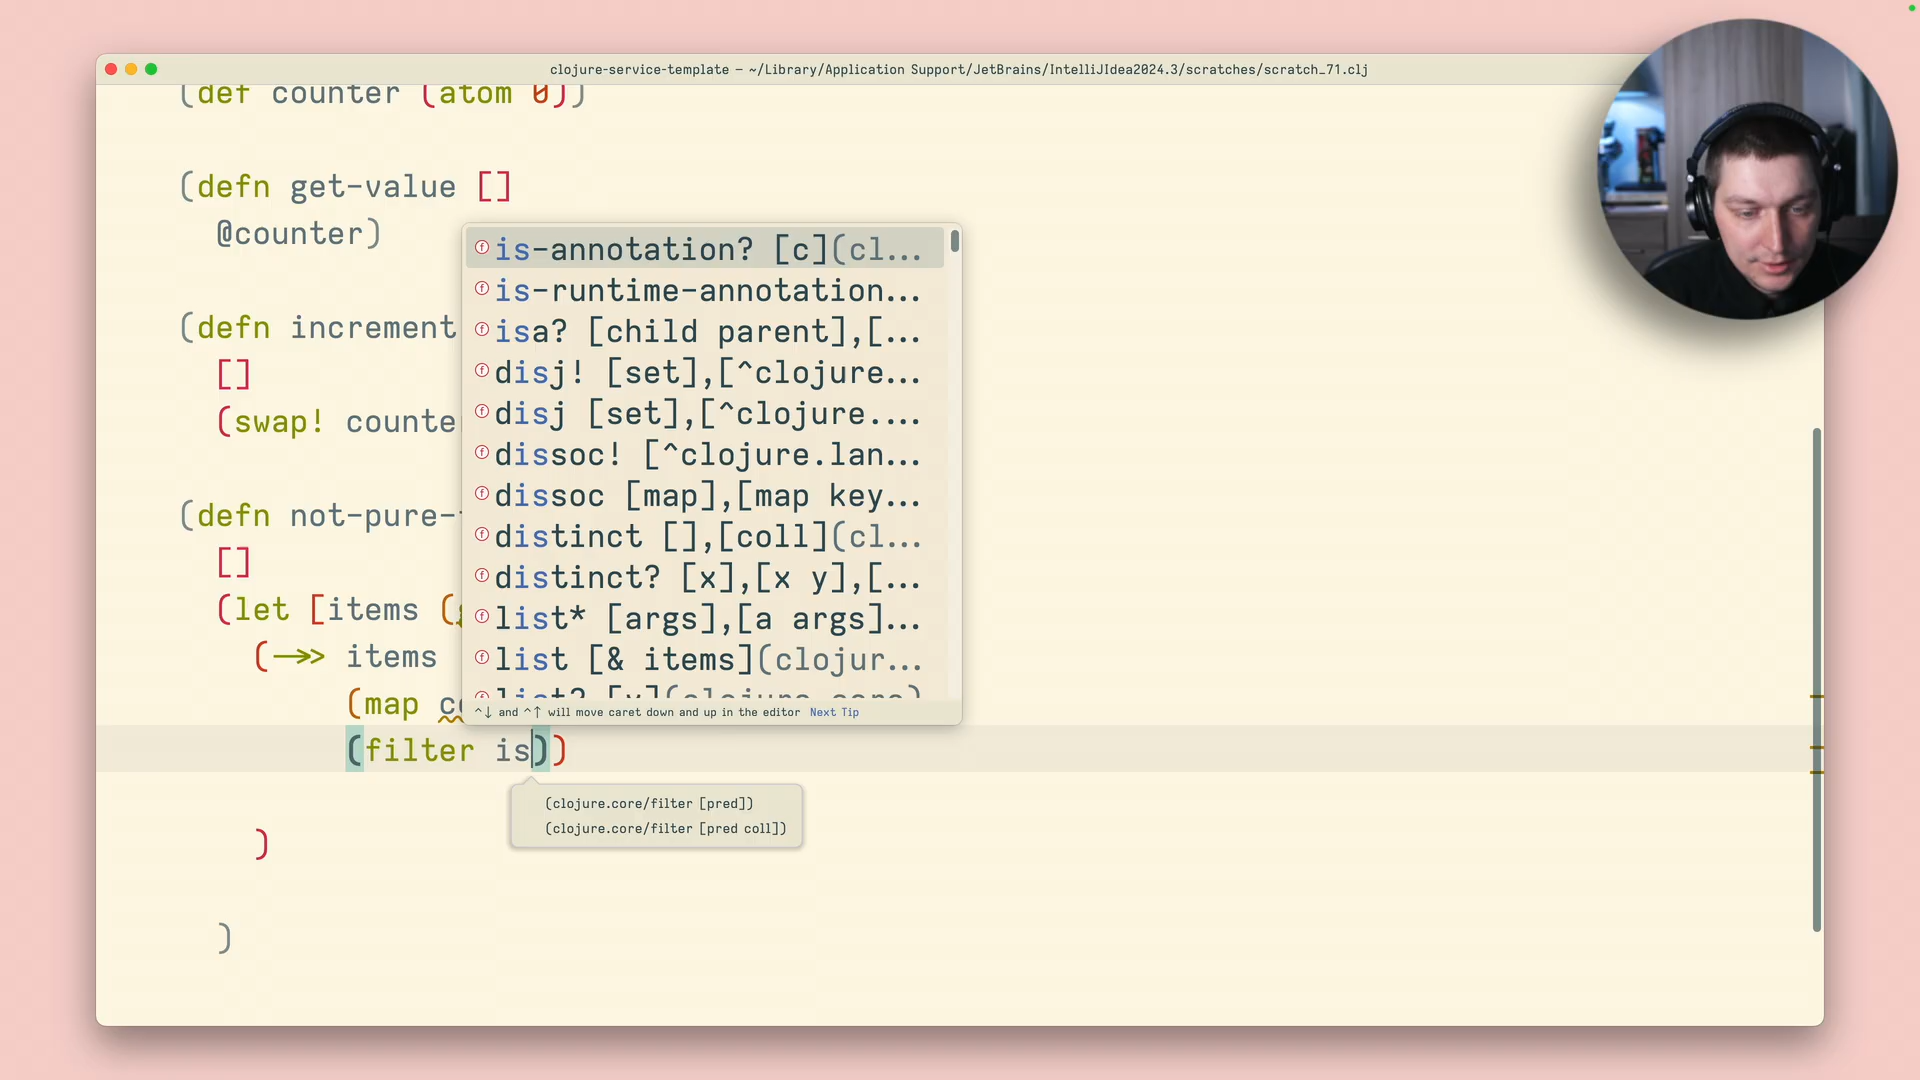 clojure-service-template – ~/Library/Application Support/JetBrains/IntelliJIdea2024.3/scratches/scratch_71.clj
(def counter (atom 0))
(defn get-value []
@counter)
(defn increment
[]
(swap! counte
(defn not-pure-
[]
(let [items (
(->> items
(map co
(filter is))
)
)
is-annotation? [c](cl...
is-runtime-annotation...
isa? [child parent],[...
disj! [set],[^clojure...
disj [set],[^clojure....
dissoc! [^clojure.lan...
dissoc [map],[map key...
distinct [],[coll](cl...
distinct? [x],[x y],[...
list* [args],[a args]...
list [& items](clojur...
list? [x](clojure.core)
^↓ and ^↑ will move caret down and up in the editor Next Tip
(clojure.core/filter [pred])
(clojure.core/filter [pred coll])